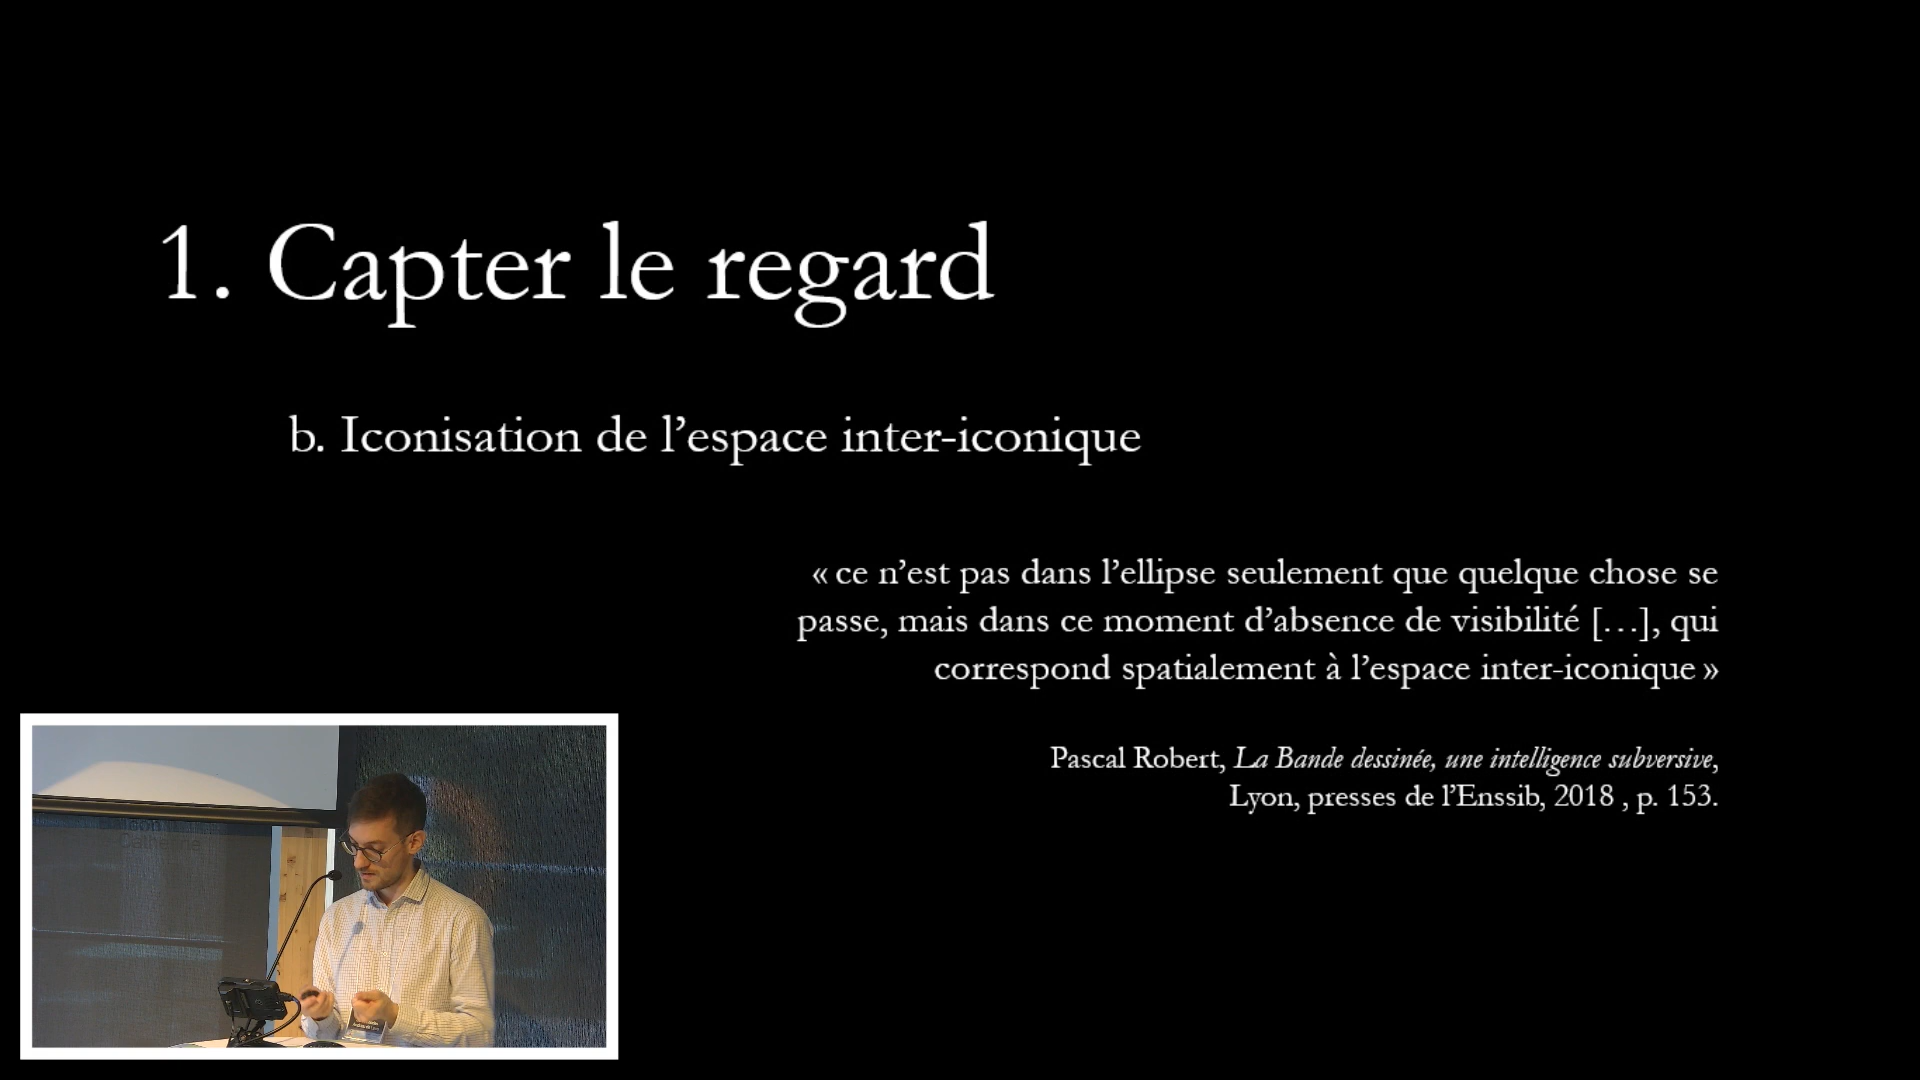 1. Capter le regard
b. Iconisation de l’espace inter-iconique
« ce n’est pas dans l’ellipse seulement que quelque chose se
passe, mais dans ce moment d’absence de visibilité […], qui
correspond spatialement à l’espace inter-iconique »
Pascal Robert, La Bande dessinée, une intelligence subversive,
Lyon, presses de l’Enssib, 2018 , p. 153.
Catherine